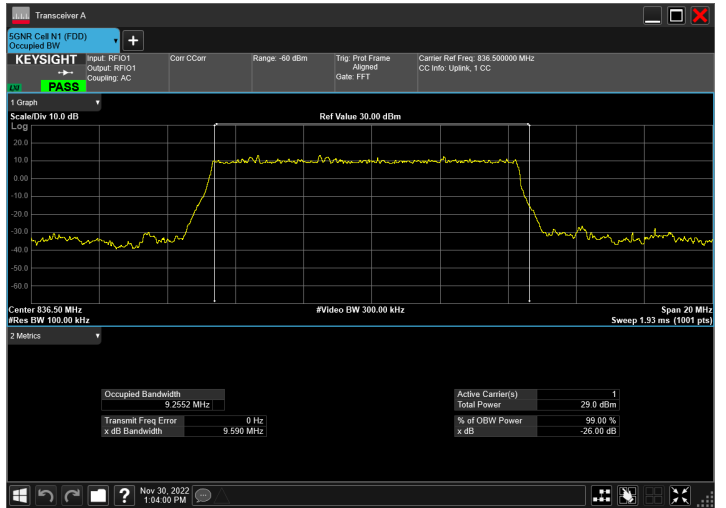 Transceiver A
5GNR Cell N1 (FDD)
Occupied BW
KEYSIGHT
LXI
PASS
Input: RFIO1
Output: RFIO1
Coupling: AC
Corr CCorr
Range: -60 dBm
Trig: Prot Frame
Aligned
Gate: FFT
Carrier Ref Freq: 836.500000 MHz
CC Info: Uplink, 1 CC
1 Graph
Scale/Div 10.0 dB
Ref Value 30.00 dBm
Log
20.0
10.0
0.00
-10.0
-20.0
-30.0
-40.0
-50.0
-60.0
Center 836.50 MHz
#Video BW 300.00 kHz
Span 20 MHz
#Res BW 100.00 kHz
Sweep 1.93 ms (1001 pts)
2 Metrics
Occupied Bandwidth
9.2552 MHz
Transmit Freq Error 0 Hz
x dB Bandwidth 9.590 MHz
Active Carrier(s) 1
Total Power 29.0 dBm
% of OBW Power 99.00 %
x dB -26.00 dB
?
Nov 30, 2022
1:04:00 PM